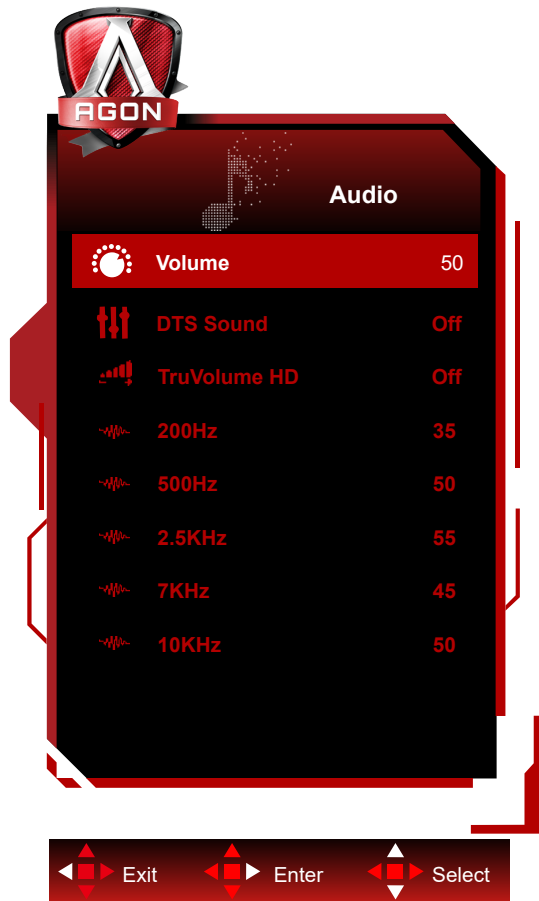 AGON
Audio
Volume 50
DTS Sound Off
TruVolume HD Off
200Hz 35
500Hz 50
2.5KHz 55
7KHz 45
10KHz 50
Exit Enter Select